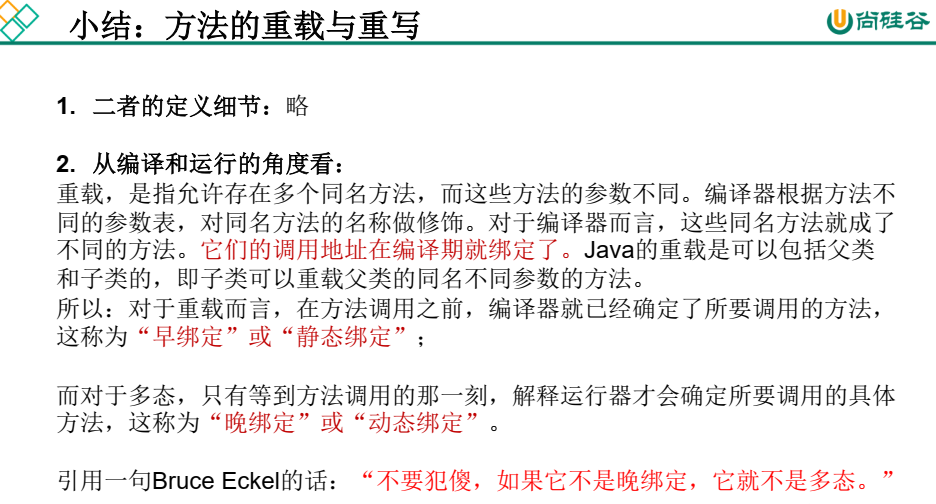 小结：方法的重载与重写
尚硅谷
1. 二者的定义细节：略
2. 从编译和运行的角度看：
重载，是指允许存在多个同名方法，而这些方法的参数不同。编译器根据方法不
同的参数表，对同名方法的名称做修饰。对于编译器而言，这些同名方法就成了
不同的方法。它们的调用地址在编译期就绑定了。Java的重载是可以包括父类
和子类的，即子类可以重载父类的同名不同参数的方法。
所以：对于重载而言，在方法调用之前，编译器就已经确定了所要调用的方法，
这称为“早绑定”或“静态绑定”；
而对于多态，只有等到方法调用的那一刻，解释运行器才会确定所要调用的具体
方法，这称为“晚绑定”或“动态绑定”。
引用一句Bruce Eckel的话：“不要犯傻，如果它不是晚绑定，它就不是多态。”